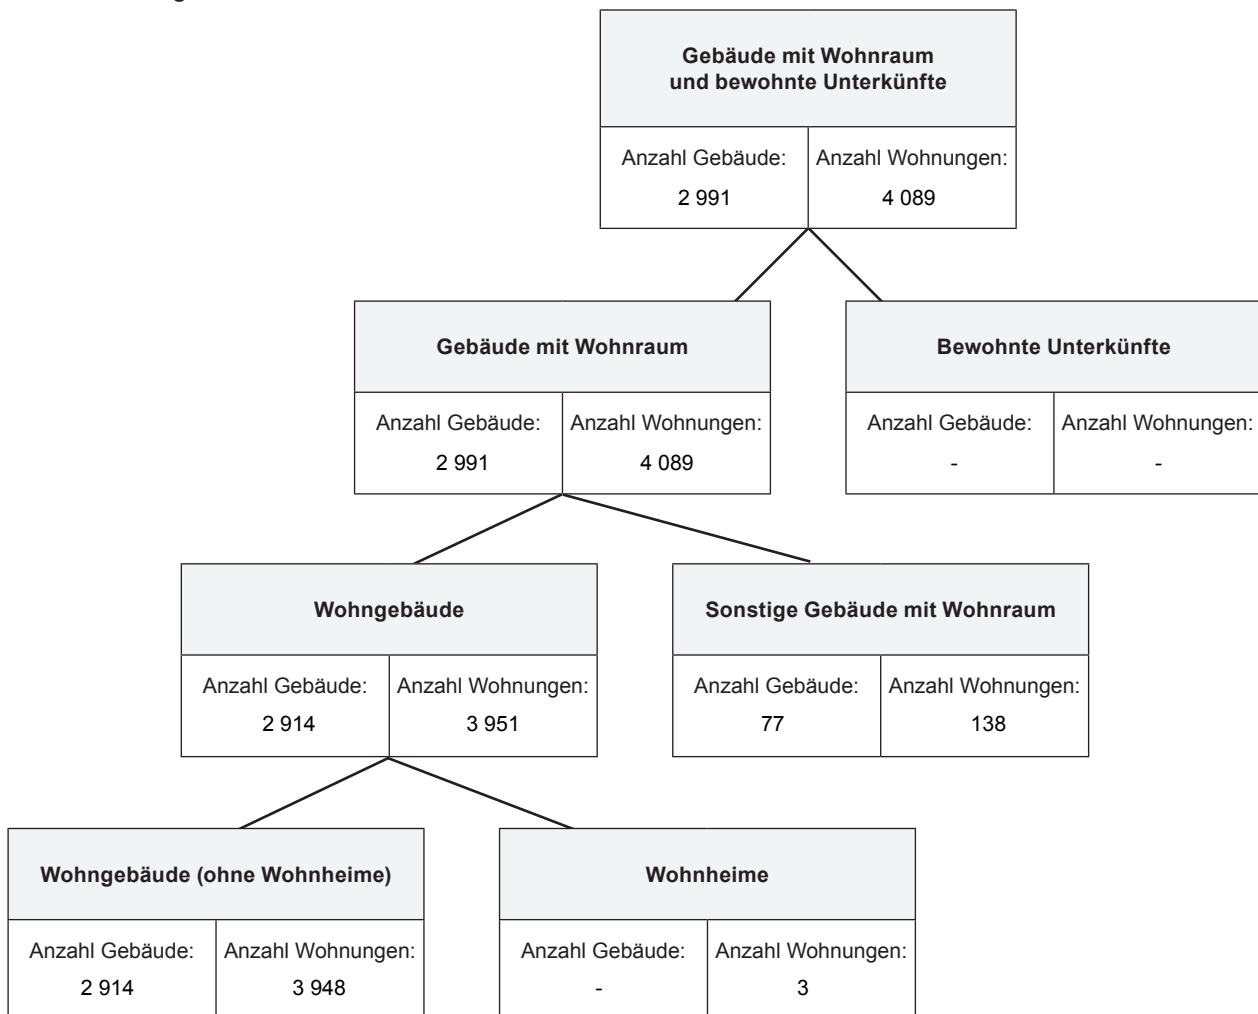 Gebäude mit Wohnraum
und bewohnte Unterkünfte
Anzahl Gebäude: Anzahl Wohnungen:
2 991 4 089
Gebäude mit Wohnraum Bewohnte Unterkünfte
Anzahl Gebäude: Anzahl Wohnungen: Anzahl Gebäude: Anzahl Wohnungen:
2 991 4 089 - -
Wohngebäude Sonstige Gebäude mit Wohnraum
Anzahl Gebäude: Anzahl Wohnungen: Anzahl Gebäude: Anzahl Wohnungen:
2 914 3 951 77 138
Wohngebäude (ohne Wohnheime) Wohnheime
Anzahl Gebäude: Anzahl Wohnungen: Anzahl Gebäude: Anzahl Wohnungen:
2 914 3 948 - 3